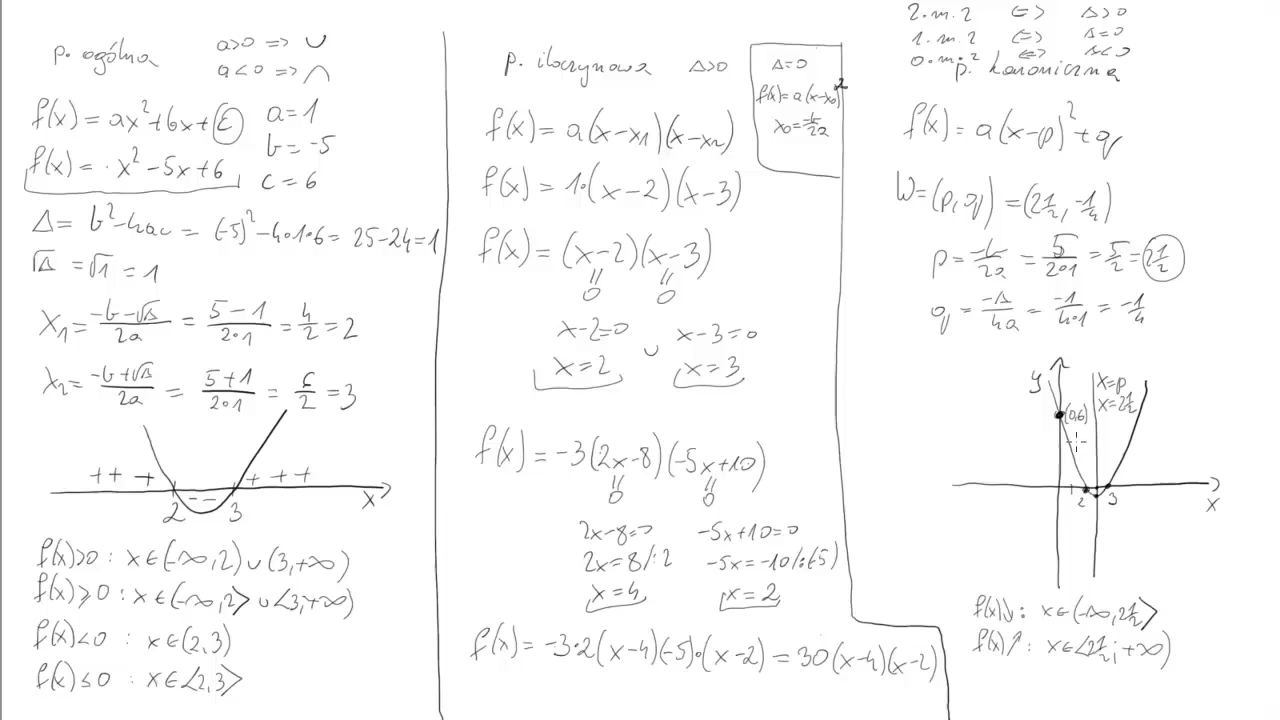 p. ogólna
a>0 => ∪
a<0 => ∩
f(x) = ax²+bx+c
a=1
b=-5
c=6
f(x) = x²-5x+6
Δ = b²-4ac = (-5)²-4·1·6 = 25-24=1
√Δ = √1 = 1
x₁ = (-b-√Δ)/2a = (5-1)/(2·1) = 4/2 = 2
x₂ = (-b+√Δ)/2a = (5+1)/(2·1) = 6/2 = 3
++ + -- + ++
2 3 x
f(x)>0 : x∈(-∞,2)∪(3,+∞)
f(x)⩾0 : x∈(-∞,2>∪<3,+∞)
f(x)<0 : x∈(2,3)
f(x)≤0 : x∈<2,3>
p. iloczynowa Δ>0
Δ=0
f(x)=a(x-x₀)²
x₀=-b/2a
f(x) = a(x-x₁)(x-x₂)
f(x) = 1·(x-2)(x-3)
f(x) = (x-2)(x-3)
= =
0 0
x-2=0 ∪ x-3=0
x=2 x=3
f(x) = -3(2x-8)(-5x+10)
= =
0 0
2x-8=0 -5x+10=0
2x=8/:2 -5x=-10/:(-5)
x=4 x=2
f(x) = -3·2(x-4)(-5)·(x-2) = 30(x-4)(x-2)
2.m.z <=> Δ>0
1.m.z <=> Δ=0
0.m.z <=> Δ<0
p. kanoniczna
f(x) = a(x-p)²+q
W=(p,q) = (2½,-¼)
p = -b/2a = 5/(2·1) = 5/2 = 2½
q = -Δ/4a = -1/(4·1) = -¼
y
x=p
x=2½
(0,6)
1 2 3 x
f(x)↓ : x∈(-∞,2½>
f(x)↗ : x∈<2½;+∞)